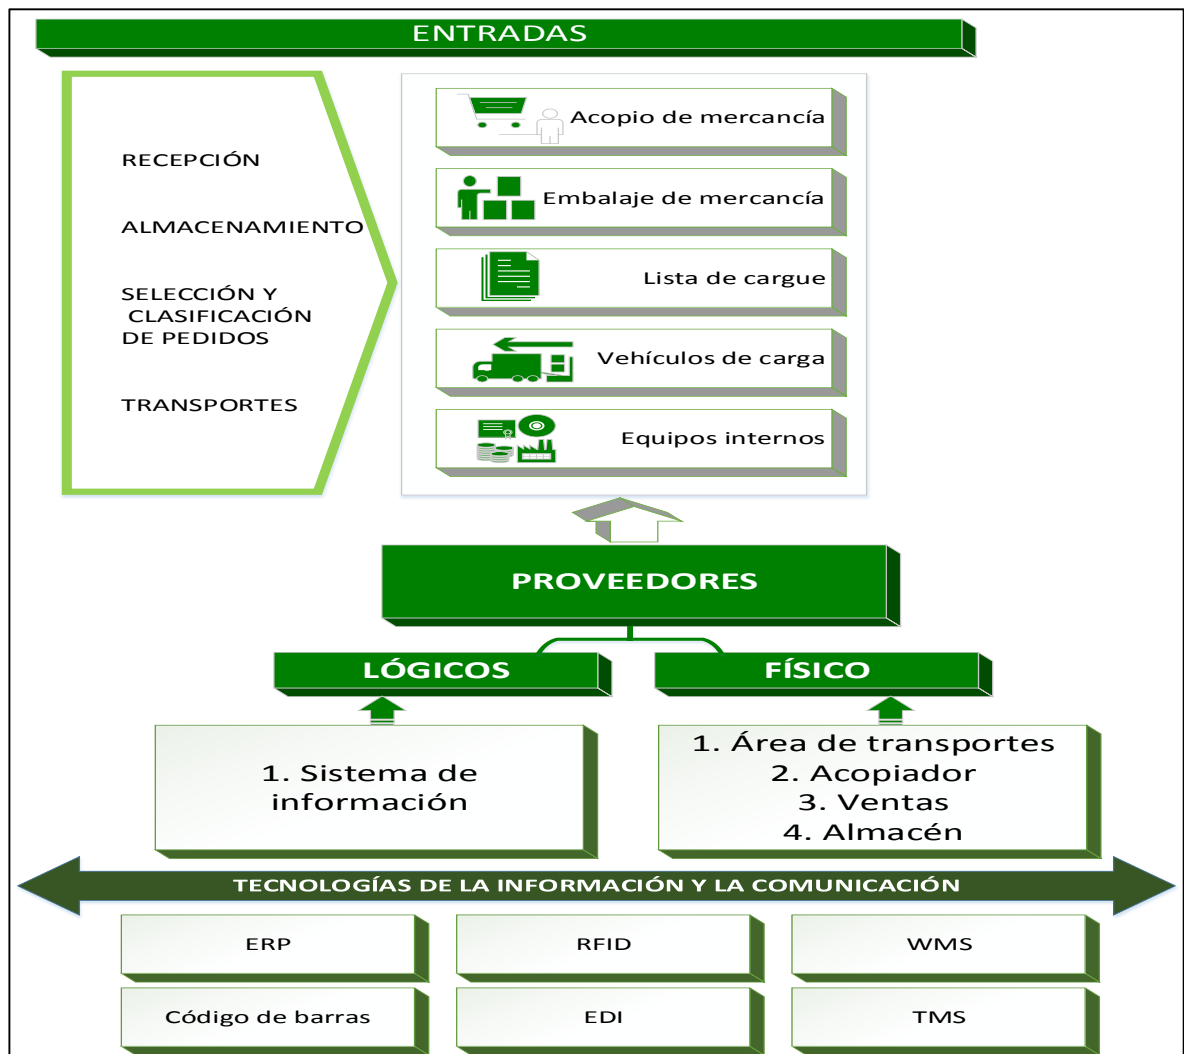 ENTRADAS
RECEPCIÓN
ALMACENAMIENTO
SELECCIÓN Y
CLASIFICACIÓN
DE PEDIDOS
TRANSPORTES
Acopio de mercancía
Embalaje de mercancía
Lista de cargue
Vehículos de carga
Equipos internos
PROVEEDORES
LÓGICOS
FÍSICO
1. Sistema de
información
1. Área de transportes
2. Acopiador
3. Ventas
4. Almacén
TECNOLOGÍAS DE LA INFORMACIÓN Y LA COMUNICACIÓN
ERP
RFID
WMS
Código de barras
EDI
TMS